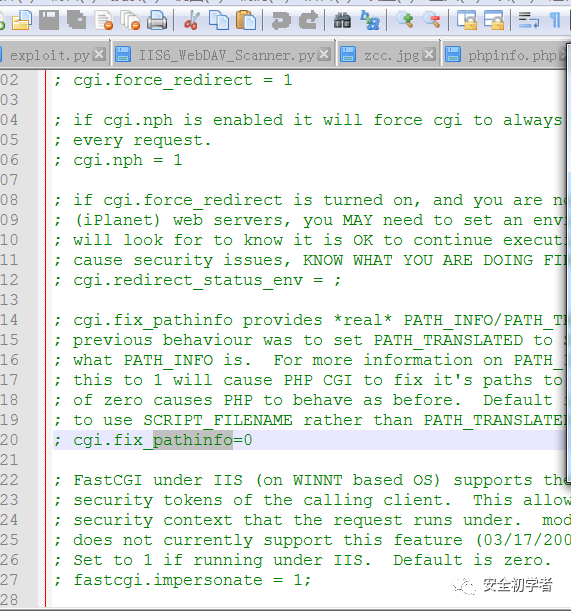 exploit.py
IIS6_WebDAV_Scanner.py
zcc.jpg
phpinfo.php
02 ; cgi.force_redirect = 1
03
04 ; if cgi.nph is enabled it will force cgi to always
05 ; every request.
06 ; cgi.nph = 1
07
08 ; if cgi.force_redirect is turned on, and you are
09 ; (iPlanet) web servers, you MAY need to set an
10 ; will look for to know it is OK to continue
11 ; cause security issues, KNOW WHAT YOU ARE DOING
12 ; cgi.redirect_status_env = ;
13
14 ; cgi.fix_pathinfo provides *real* PATH_INFO/
15 ; previous behaviour was to set PATH_TRANSLATED to
16 ; what PATH_INFO is. For more information on
17 ; this to 1 will cause PHP CGI to fix it's paths to
18 ; of zero causes PHP to behave as before. Default
19 ; to use SCRIPT_FILENAME rather than PATH_TRANSLATED
20 ; cgi.fix_pathinfo=0
21
22 ; FastCGI under IIS (on WINNT based OS) supports the
23 ; security tokens of the calling client. This
24 ; security context that the request runs under.
25 ; does not currently support this feature (03/17/200
26 ; Set to 1 if running under IIS. Default is zero.
27 ; fastcgi.impersonate = 1;
28
安全初学者